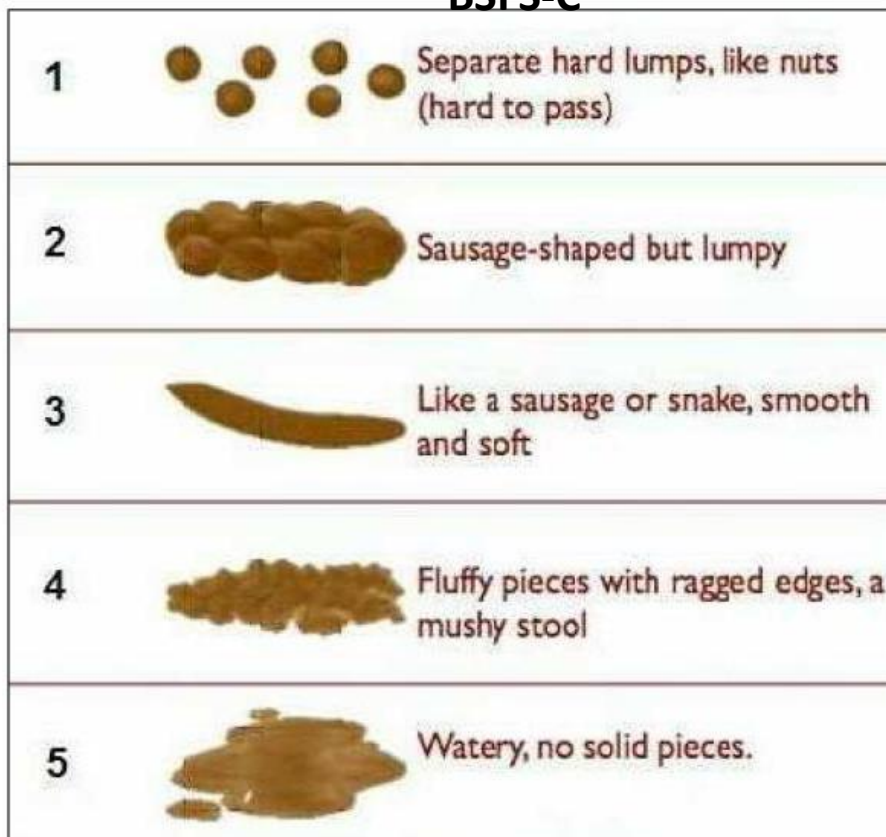 BSFS-C
1
Separate hard lumps, like nuts
(hard to pass)
2
Sausage-shaped but lumpy
3
Like a sausage or snake, smooth
and soft
4
Fluffy pieces with ragged edges, a
mushy stool
5
Watery, no solid pieces.